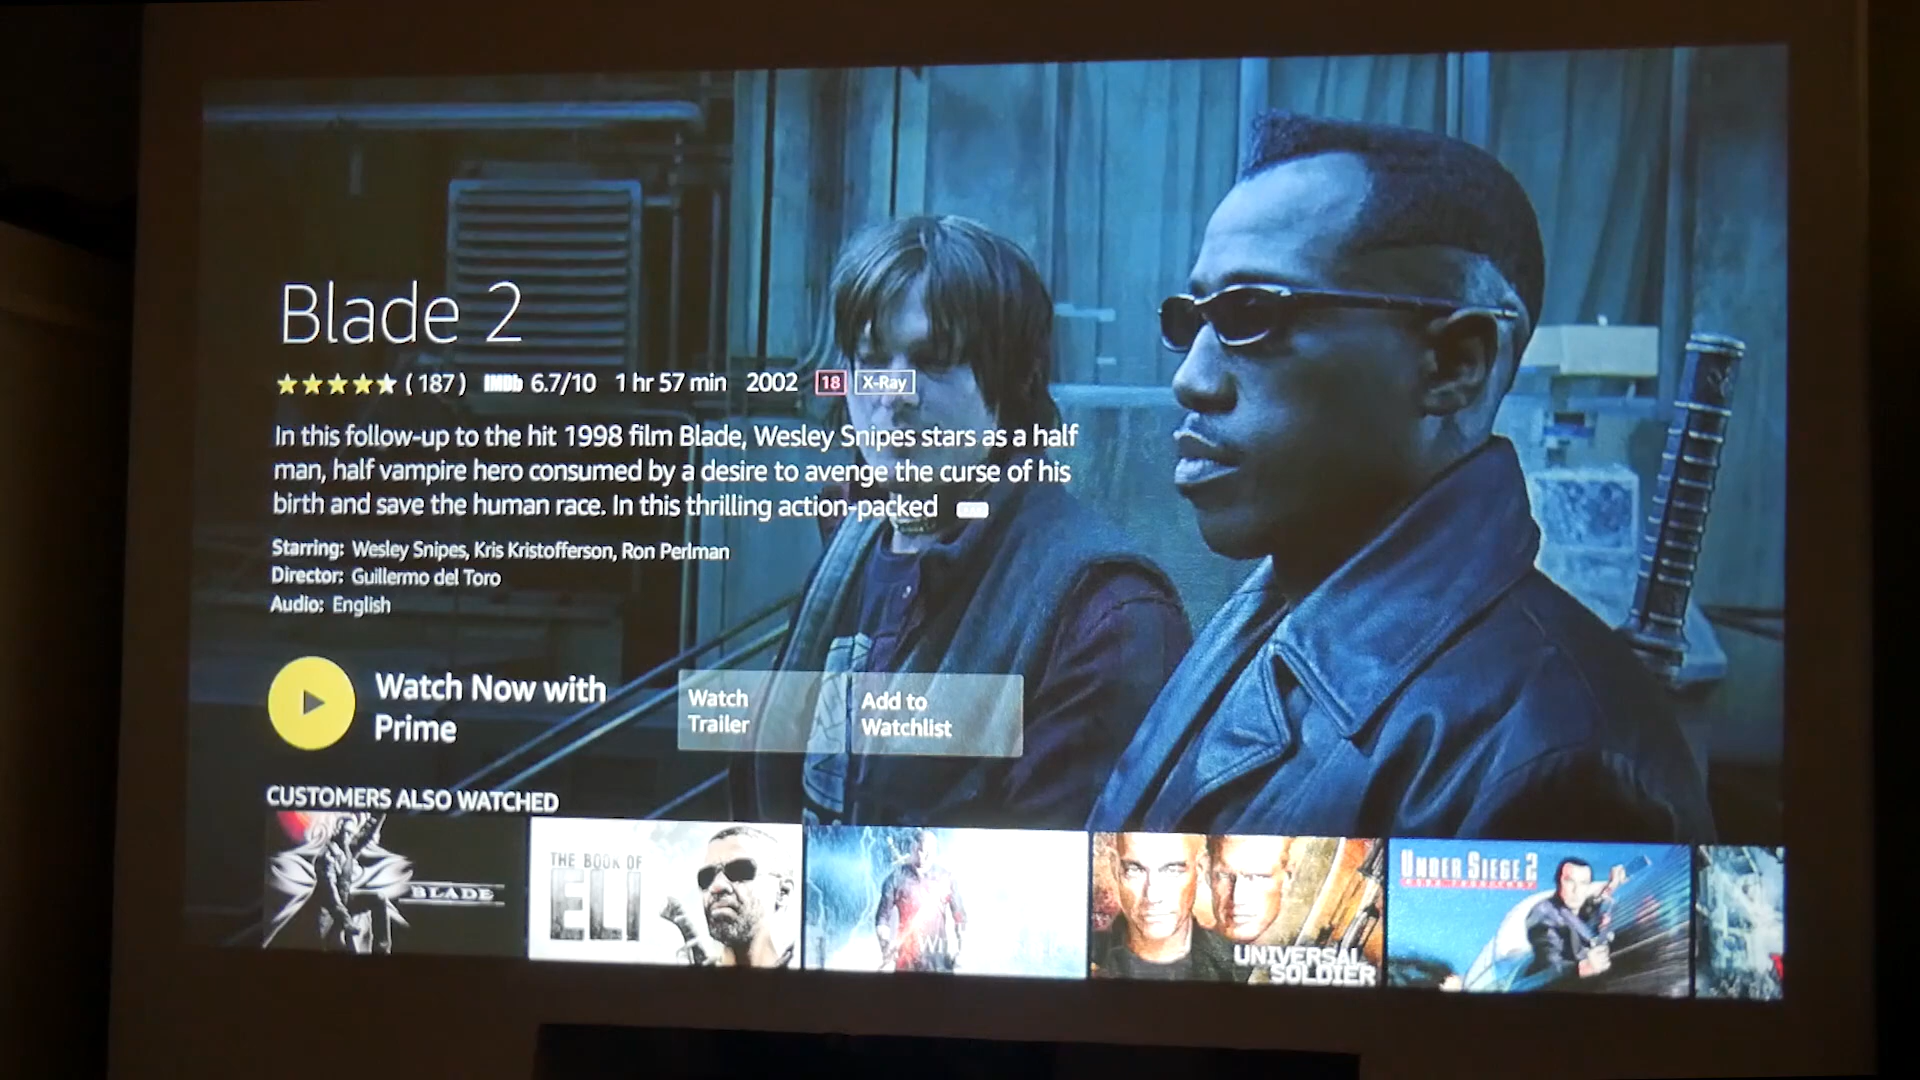 Blade 2
(187) IMDb 6.7/10 1 hr 57 min 2002 18 X-Ray
In this follow-up to the hit 1998 film Blade, Wesley Snipes stars as a half
man, half vampire hero consumed by a desire to avenge the curse of his
birth and save the human race. In this thrilling action-packed
Starring: Wesley Snipes, Kris Kristofferson, Ron Perlman
Director: Guillermo del Toro
Audio: English
Watch Now with
Prime
Watch
Trailer
Add to
Watchlist
CUSTOMERS ALSO WATCHED
BLADE
THE BOOK OF
ELI
UNIVERSAL
SOLDIER
UNDER SIEGE 2